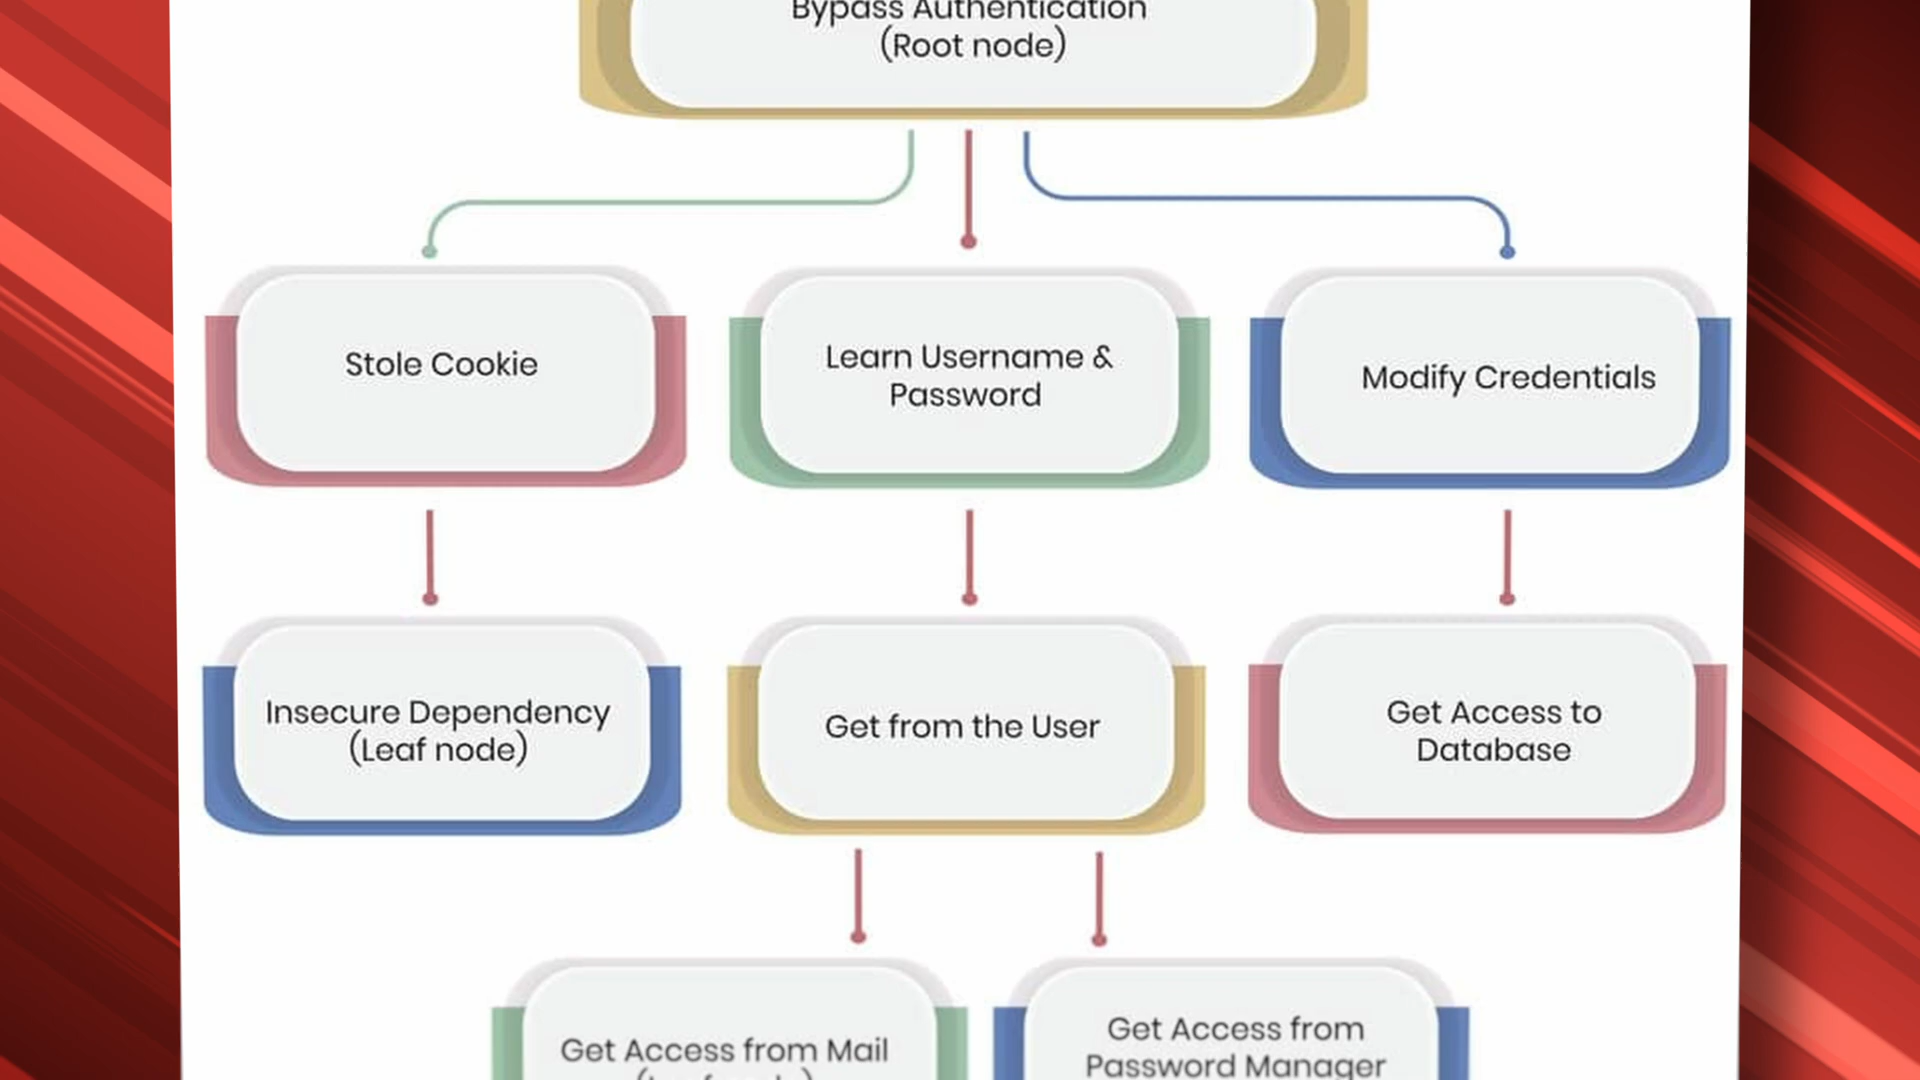 Bypass Authentication
(Root node)
Stole Cookie
Learn Username &
Password
Modify Credentials
Insecure Dependency
(Leaf node)
Get from the User
Get Access to
Database
Get Access from Mail
Get Access from
Password Manager